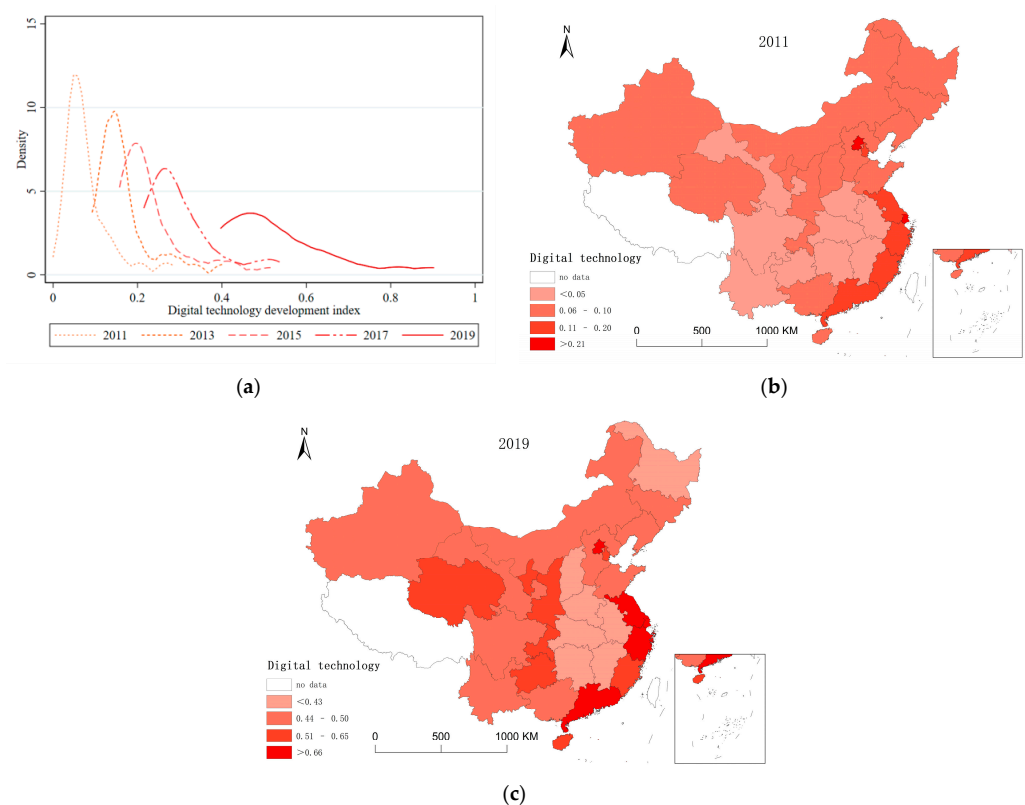 15
10
5
0
Density
0 0.2 0.4 0.6 0.8 1
Digital technology development index
2011 2013 2015 2017 2019
(a)
N
2011
Digital technology
no data
<0.05
0.06 - 0.10
0.11 - 0.20
>0.21
0 500 1000 KM
(b)
N
2019
Digital technology
no data
<0.43
0.44 - 0.50
0.51 - 0.65
>0.66
0 500 1000 KM
(c)